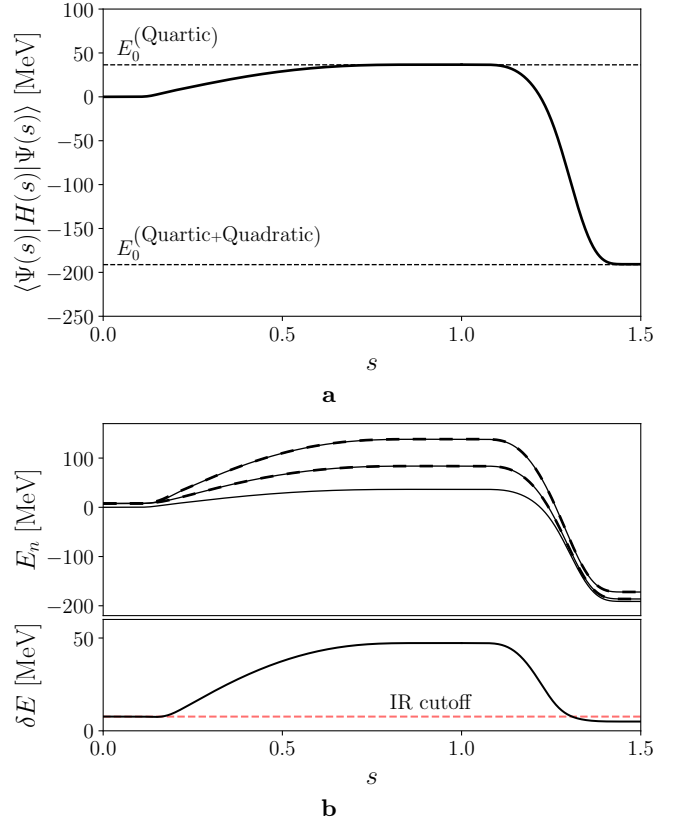 100
50
0
−50
−100
−150
−200
−250
⟨Ψ(s)|H(s)|Ψ(s)⟩ [MeV]
E_0^(Quartic)
E_0^(Quartic+Quadratic)
0.0 0.5 1.0 1.5
s
a
100
0
−100
−200
E_n [MeV]
50
0
δE [MeV]
IR cutoff
0.0 0.5 1.0 1.5
s
b